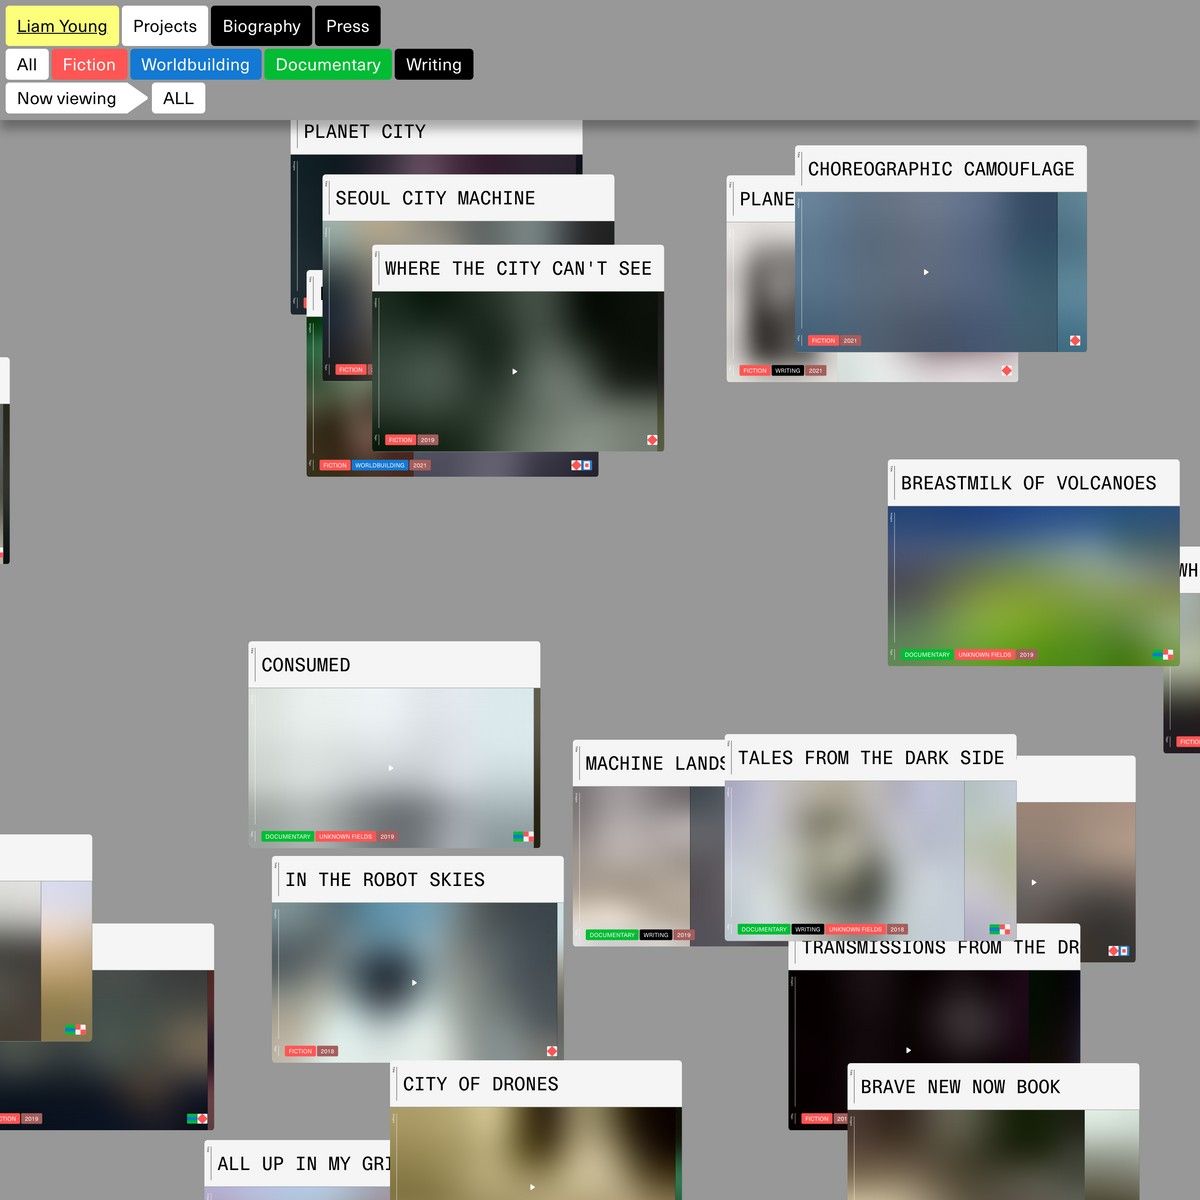 Liam Young
Projects
Biography
Press
All
Fiction
Worldbuilding
Documentary
Writing
Now viewing
ALL
PLANET CITY
SEOUL CITY MACHINE
FICTION
WHERE THE CITY CAN'T SEE
FICTION
2019
FICTION
WORLDBUILDING
2021
PLANE
FICTION
WRITING
2021
CHOREOGRAPHIC CAMOUFLAGE
FICTION
2021
BREASTMILK OF VOLCANOES
DOCUMENTARY
UNKNOWN FIELDS
2019
WH
CONSUMED
DOCUMENTARY
UNKNOWN FIELDS
2019
MACHINE LANDS
DOCUMENTARY
WRITING
2019
TALES FROM THE DARK SIDE
DOCUMENTARY
WRITING
UNKNOWN FIELDS
2018
IN THE ROBOT SKIES
FICTION
2018
TRANSMISSIONS FROM THE DR
FICTION
201
2019
CITY OF DRONES
BRAVE NEW NOW BOOK
ALL UP IN MY GRI